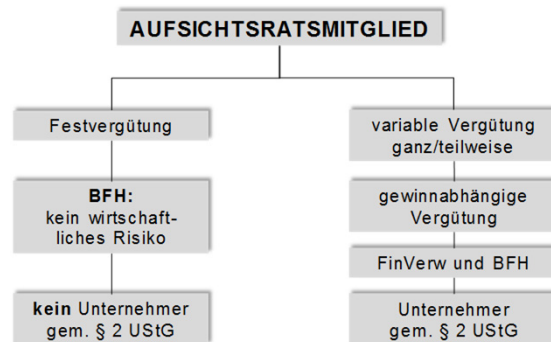 AUFSICHTSRATSMITGLIED
Festvergütung
BFH:
kein wirtschaft-
liches Risiko
kein Unternehmer
gem. § 2 UStG
variable Vergütung
ganz/teilweise
gewinnabhängige
Vergütung
FinVerw und BFH
Unternehmer
gem. § 2 UStG